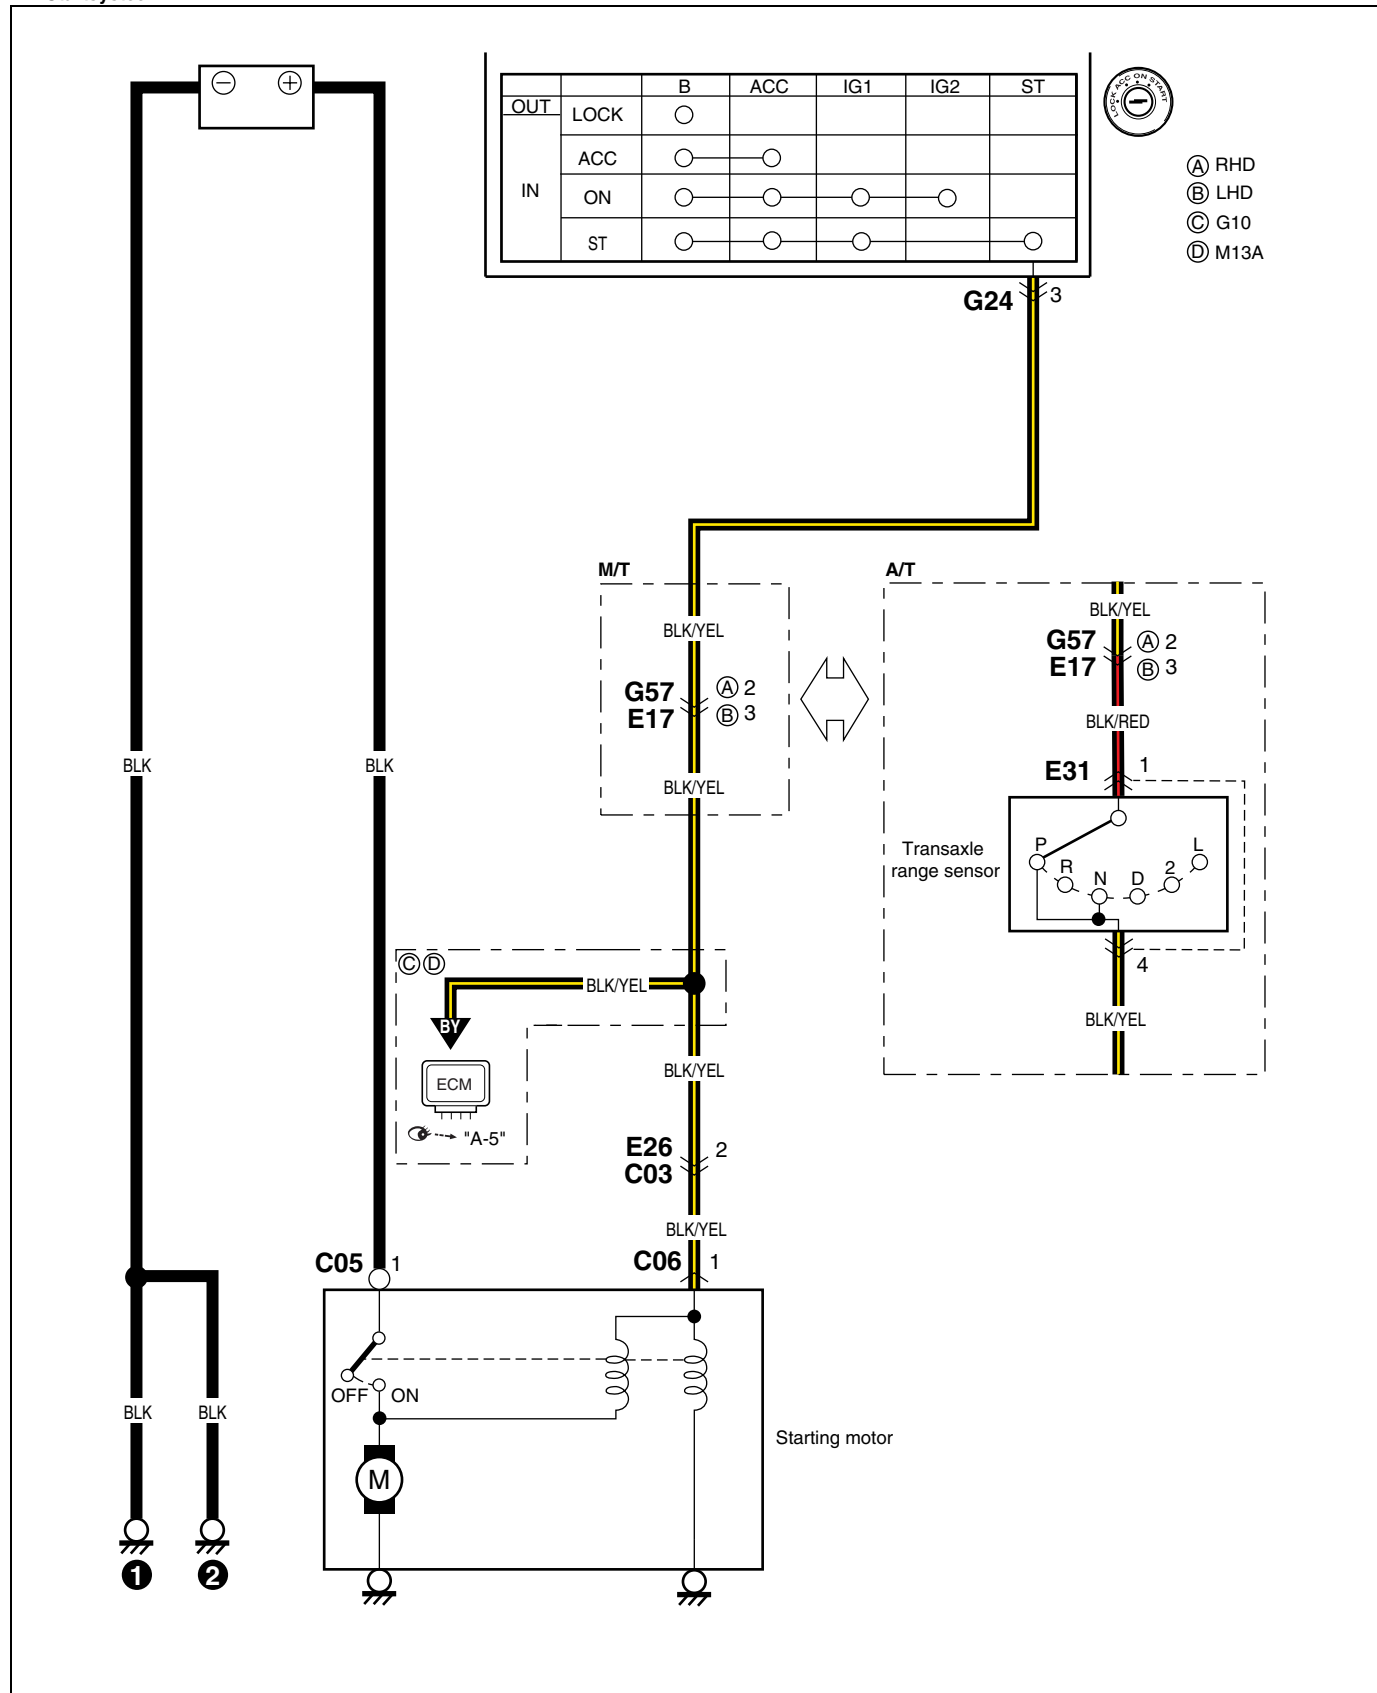 − +
B ACC IG1 IG2 ST
OUT
LOCK
ACC
IN
ON
ST
LOCK ACC ON START
A RHD
B LHD
C G10
D M13A
G24 3
M/T
A/T
BLK/YEL
G57 A 2
E17 B 3
BLK/YEL
BLK/YEL
G57 A 2
E17 B 3
BLK/RED
E31 1
Transaxle
range sensor
P R N D 2 L
4
BLK/YEL
BLK
BLK
C D
BLK/YEL
BY
ECM
"A-5"
BLK/YEL
E26 2
C03
BLK/YEL
C05 1
C06 1
OFF ON
M
Starting motor
BLK
BLK
1
2